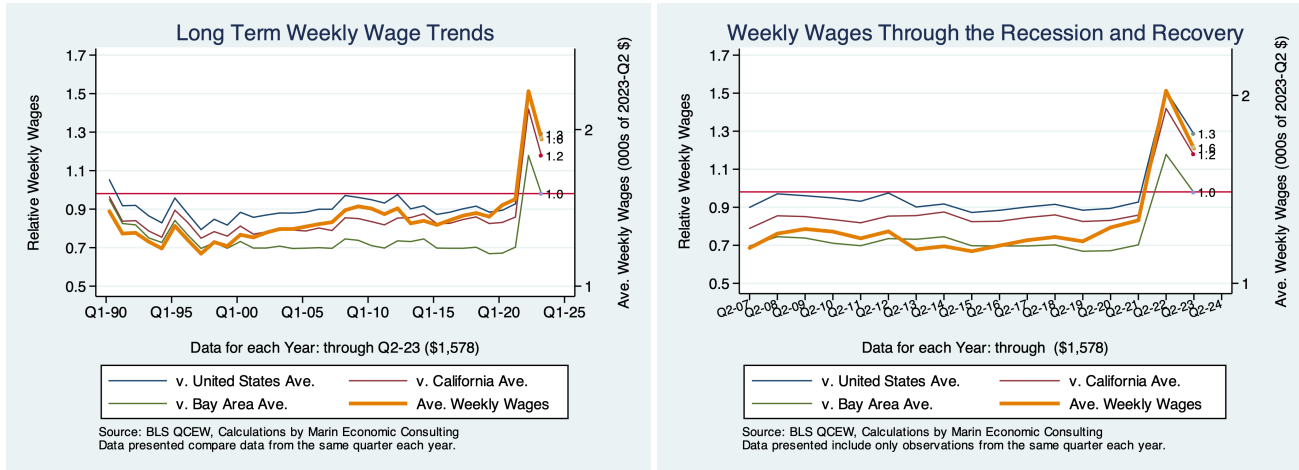 Long Term Weekly Wage Trends
Relative Weekly Wages
1.7
1.5
1.3
1.1
0.9
0.7
0.5
1.2
1.0
2
1
Ave. Weekly Wages (000s of 2023-Q2 $)
Q1-90 Q1-95 Q1-00 Q1-05 Q1-10 Q1-15 Q1-20 Q1-25
Data for each Year: through Q2-23 ($1,578)
v. United States Ave. v. California Ave.
v. Bay Area Ave. Ave. Weekly Wages
Source: BLS QCEW, Calculations by Marin Economic Consulting
Data presented compare data from the same quarter each year.
Weekly Wages Through the Recession and Recovery
Relative Weekly Wages
1.7
1.5
1.3
1.1
0.9
0.7
0.5
1.3
1.6
1.2
1.0
2
1
Ave. Weekly Wages (000s of 2023-Q2 $)
Q2-07 Q2-08 Q2-09 Q2-10 Q2-11 Q2-12 Q2-13 Q2-14 Q2-15 Q2-16 Q2-17 Q2-18 Q2-19 Q2-20 Q2-21 Q2-22 Q2-23 Q2-24
Data for each Year: through ($1,578)
v. United States Ave. v. California Ave.
v. Bay Area Ave. Ave. Weekly Wages
Source: BLS QCEW, Calculations by Marin Economic Consulting
Data presented include only observations from the same quarter each year.